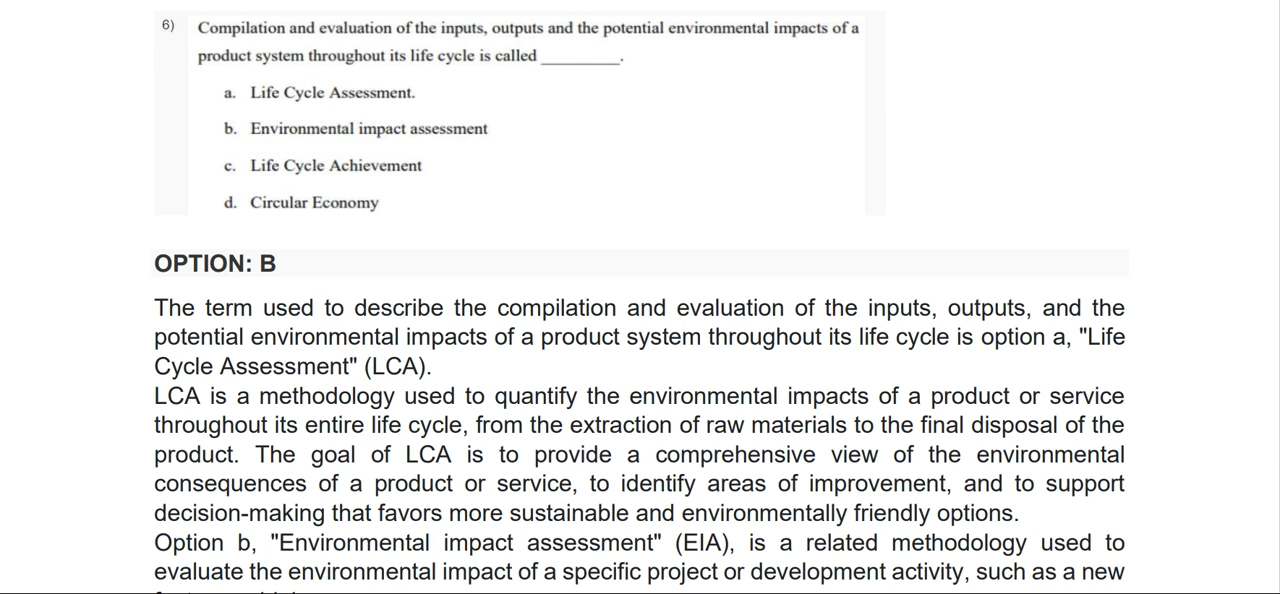 6) Compilation and evaluation of the inputs, outputs and the potential environmental impacts of a
product system throughout its life cycle is called __________.
a. Life Cycle Assessment.
b. Environmental impact assessment
c. Life Cycle Achievement
d. Circular Economy
OPTION: B
The term used to describe the compilation and evaluation of the inputs, outputs, and the
potential environmental impacts of a product system throughout its life cycle is option a, "Life
Cycle Assessment" (LCA).
LCA is a methodology used to quantify the environmental impacts of a product or service
throughout its entire life cycle, from the extraction of raw materials to the final disposal of the
product. The goal of LCA is to provide a comprehensive view of the environmental
consequences of a product or service, to identify areas of improvement, and to support
decision-making that favors more sustainable and environmentally friendly options.
Option b, "Environmental impact assessment" (EIA), is a related methodology used to
evaluate the environmental impact of a specific project or development activity, such as a new